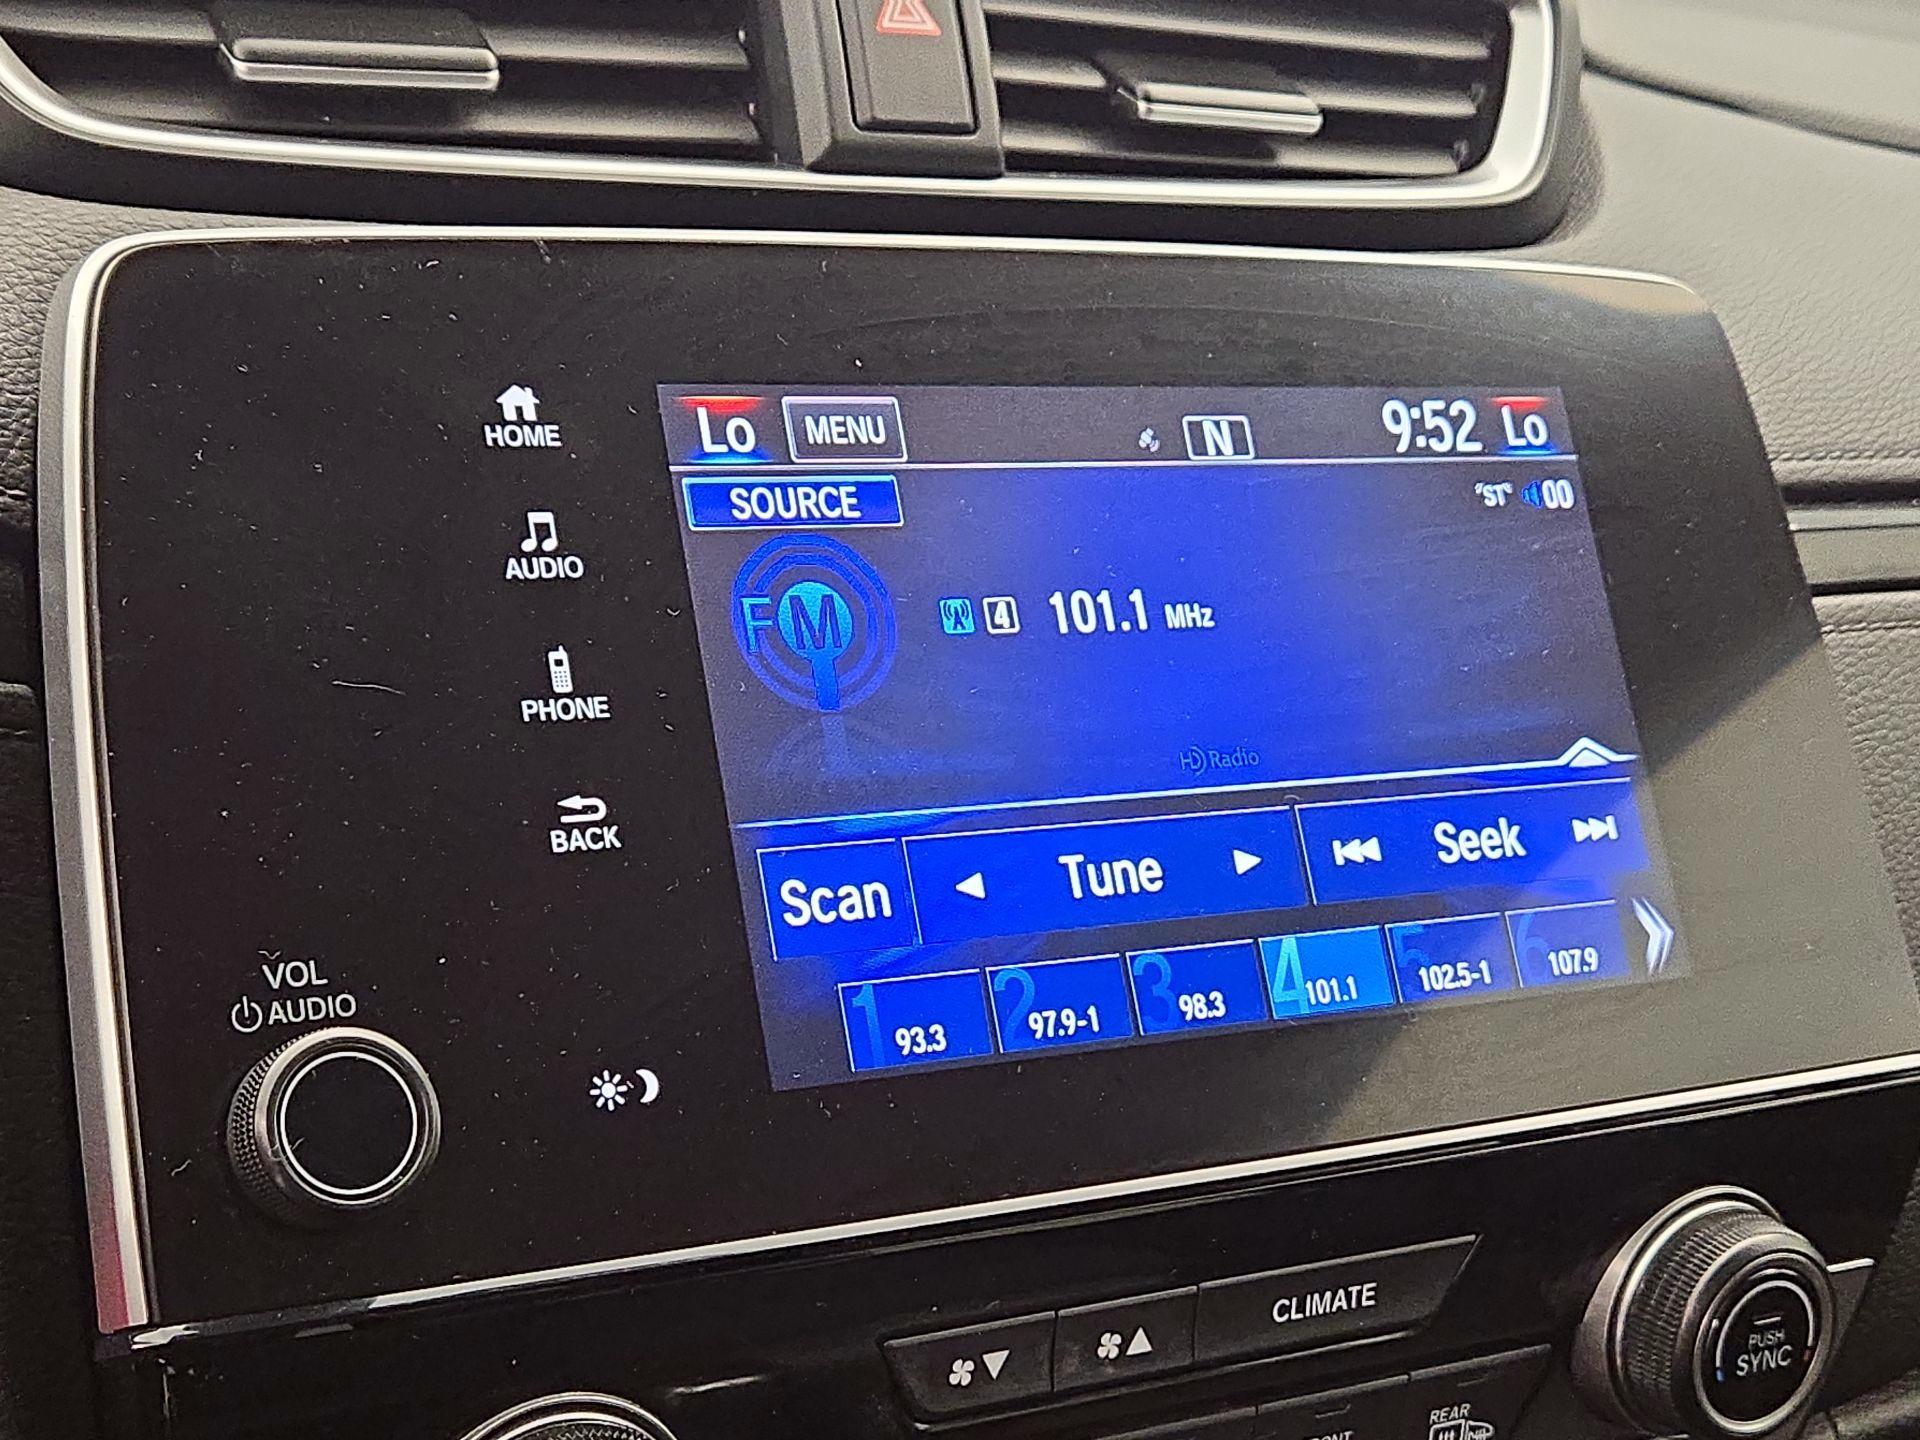 HOME
AUDIO
PHONE
BACK
VOL
AUDIO
Lo MENU N 9:52 Lo
SOURCE "ST" 00
FM 4 101.1 MHz
HD Radio
Scan Tune Seek
1 93.3 2 97.9-1 3 98.3 4 101.1 5 102.5-1 6 107.9
CLIMATE
PUSH
SYNC
REAR